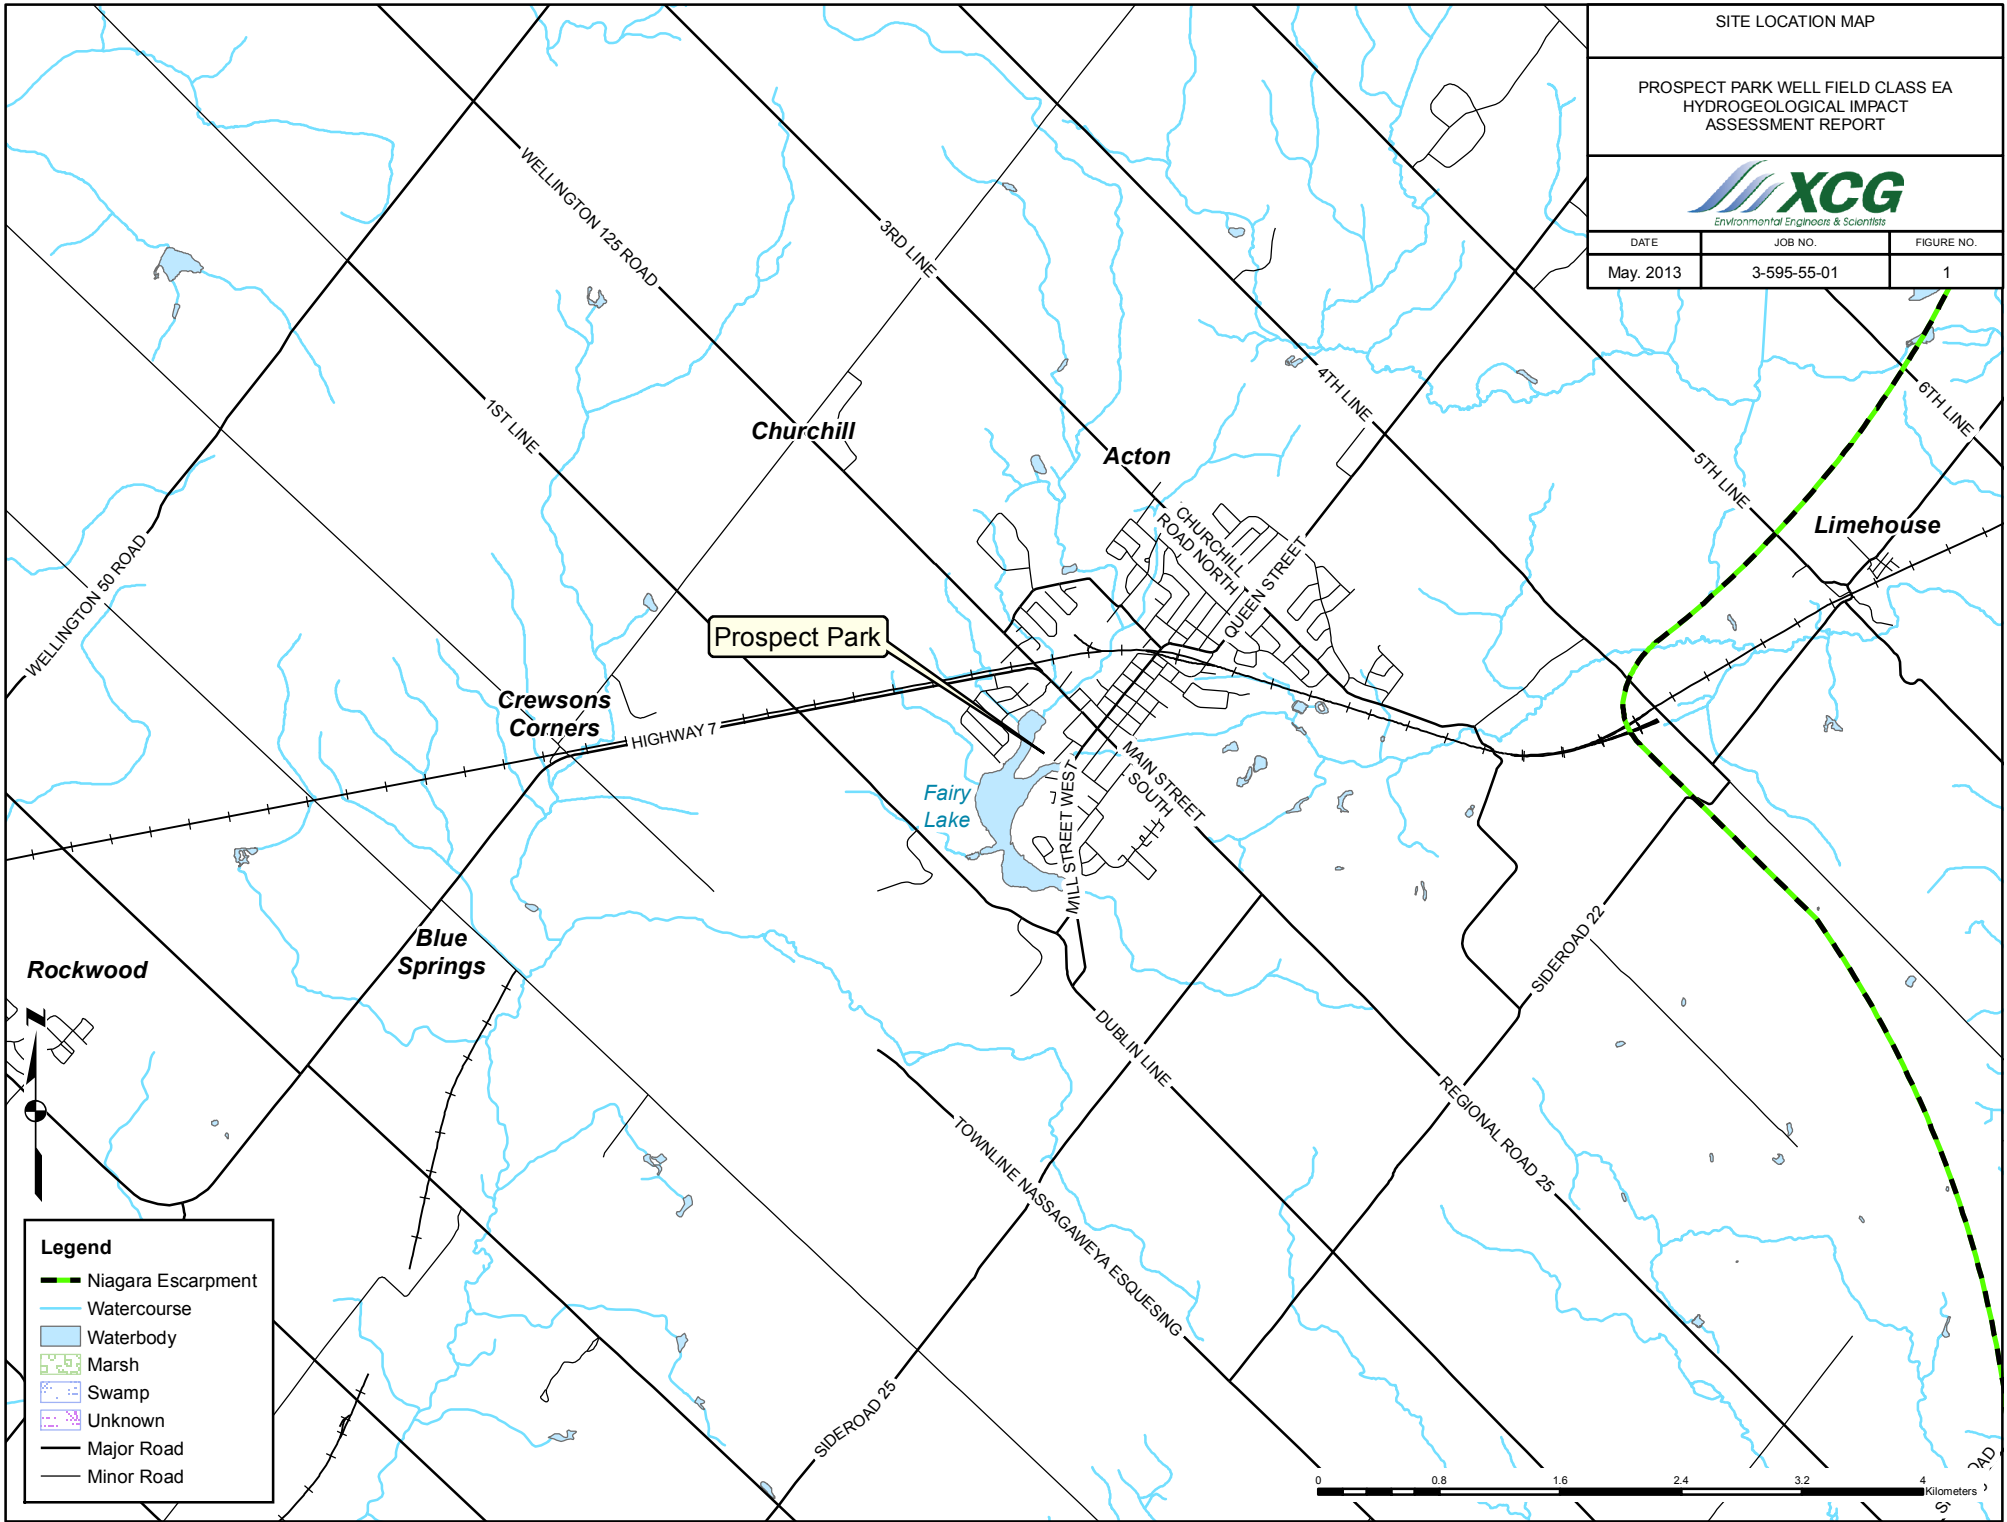 SITE LOCATION MAP
PROSPECT PARK WELL FIELD CLASS EA
HYDROGEOLOGICAL IMPACT
ASSESSMENT REPORT
XCG
Environmental Engineers & Scientists
DATE
JOB NO.
FIGURE NO.
May. 2013
3-595-55-01
1
WELLINGTON 125 ROAD
3RD LINE
4TH LINE
6TH LINE
1ST LINE
Churchill
Acton
5TH LINE
Limehouse
CHURCHILL
ROAD NORTH
QUEEN STREET
WELLINGTON 50 ROAD
Prospect Park
Crewsons
Corners
HIGHWAY 7
Fairy
Lake
MILL STREET WEST
MAIN STREET
SOUTH
Blue
Springs
Rockwood
SIDEROAD 22
N
DUBLIN LINE
REGIONAL ROAD 25
TOWNLINE NASSAGAWEYA ESQUESING
SIDEROAD 25
Legend
Niagara Escarpment
Watercourse
Waterbody
Marsh
Swamp
Unknown
Major Road
Minor Road
0
0.8
1.6
2.4
3.2
4
Kilometers